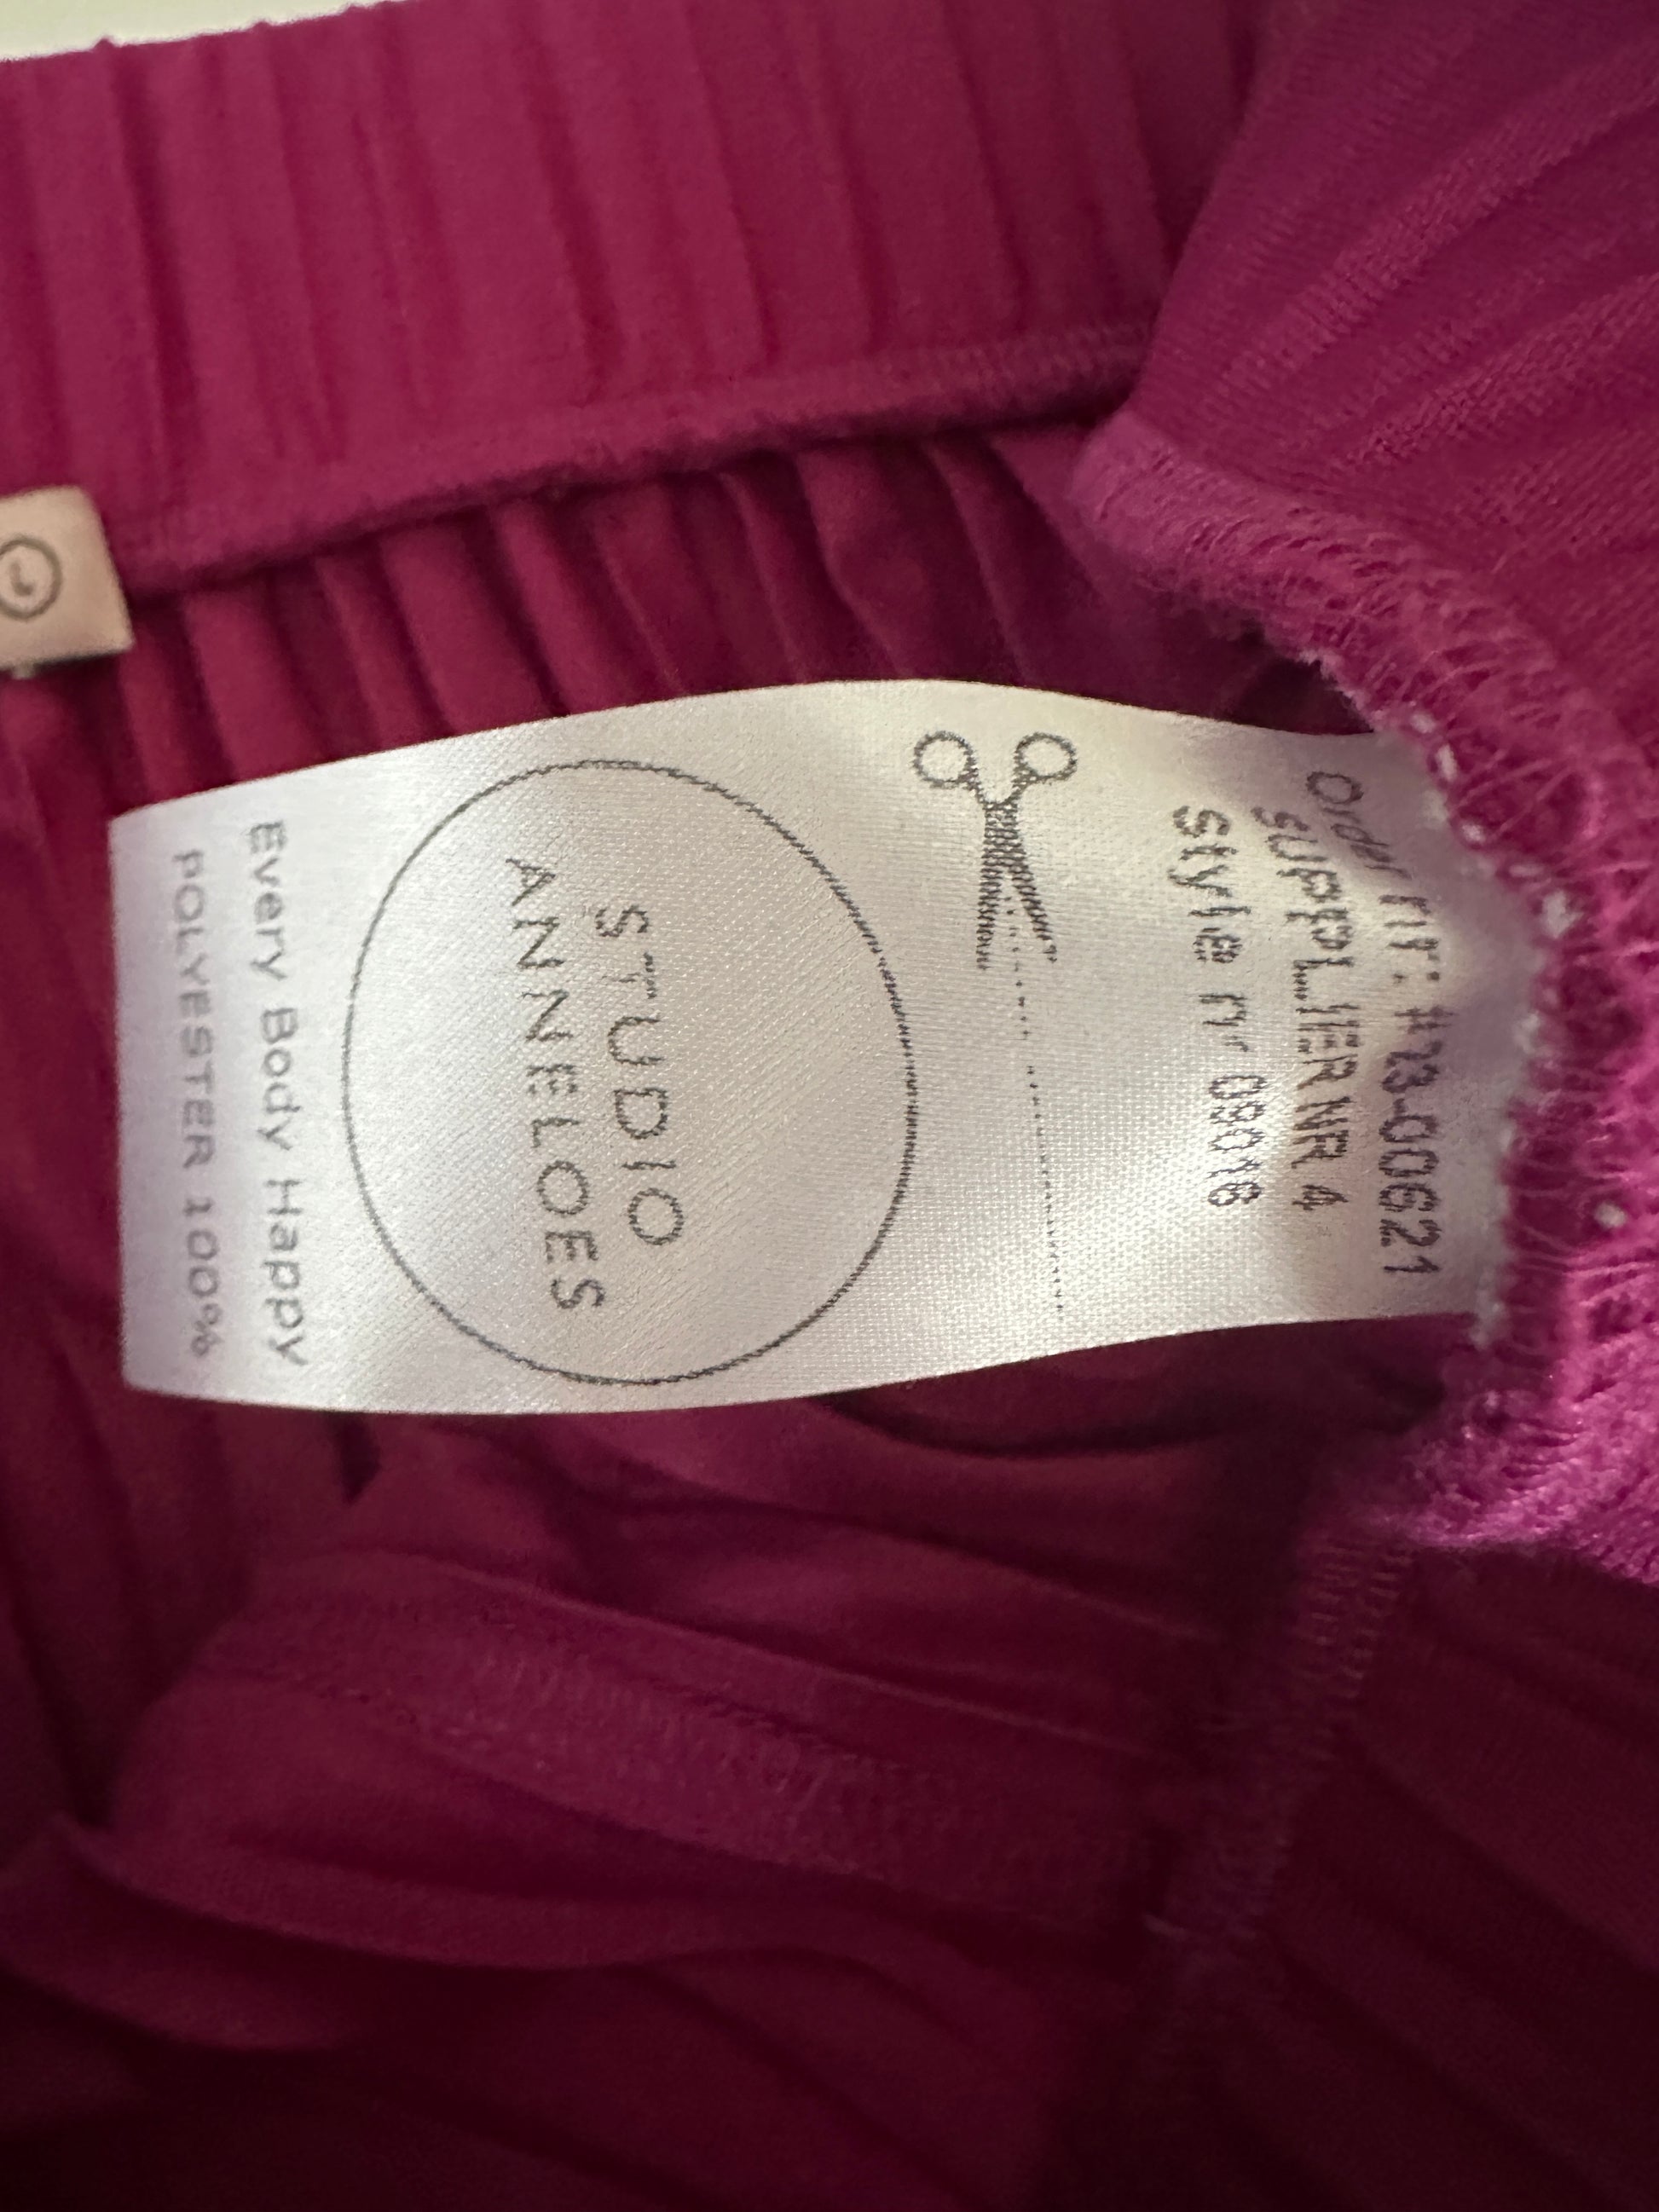 Order nr: #23-00621
SUPPLIER NR 4
Style nr 09016
STUDIO
ANNELOES
Every Body Happy
POLYESTER 100%